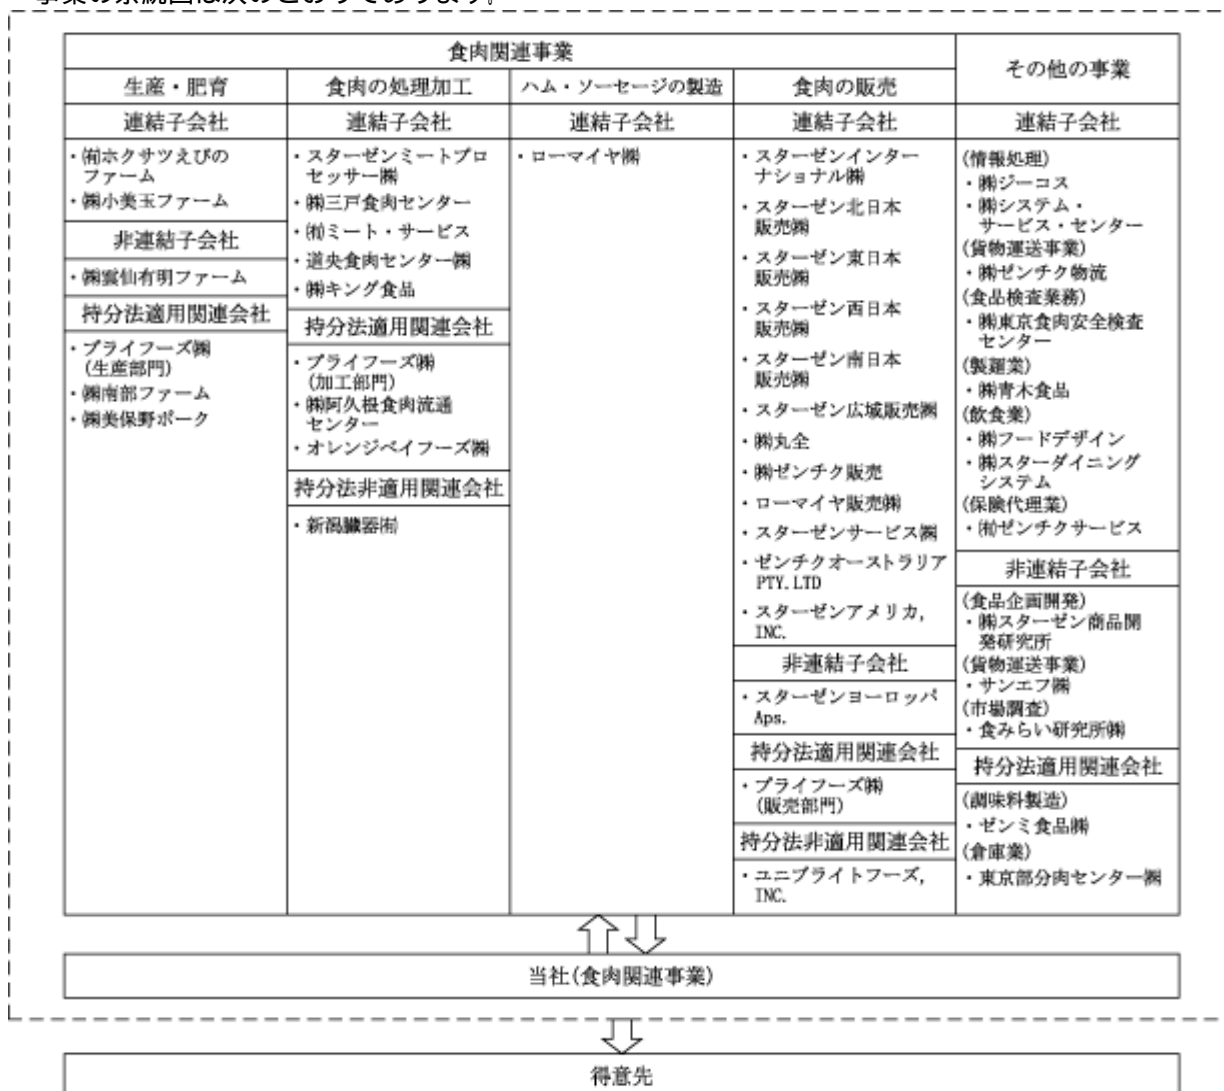 事業の系統図は次のとおりであります。
食肉関連事業
その他の事業
生産・肥育
食肉の処理加工
ハム・ソーセージの製造
食肉の販売
連結子会社
・㈲ホクサツえびの
ファーム
・㈱小美玉ファーム
非連結子会社
・㈱雲仙有明ファーム
持分法適用関連会社
・プライフーズ㈱
(生産部門)
・㈱南部ファーム
・㈱美保野ポーク
連結子会社
・スターゼンミートプロ
セッサー㈱
・㈱三戸食肉センター
・㈲ミート・サービス
・道央食肉センター㈱
・㈱キング食品
持分法適用関連会社
・プライフーズ㈱
(加工部門)
・㈱阿久根食肉流通
センター
・オレンジベイフーズ㈱
持分法非適用関連会社
・新潟臓器㈲
連結子会社
・ローマイヤ㈱
連結子会社
・スターゼンインター
ナショナル㈱
・スターゼン北日本
販売㈱
・スターゼン東日本
販売㈱
・スターゼン西日本
販売㈱
・スターゼン南日本
販売㈱
・スターゼン広域販売㈱
・㈱丸全
・㈱ゼンチク販売
・ローマイヤ販売㈱
・スターゼンサービス㈱
・ゼンチクオーストラリア
PTY.LTD
・スターゼンアメリカ,
INC.
非連結子会社
・スターゼンヨーロッパ
Aps.
持分法適用関連会社
・プライフーズ㈱
(販売部門)
持分法非適用関連会社
・ユニブライトフーズ,
INC.
連結子会社
(情報処理)
・㈱ジーコス
・㈱システム・
サービス・センター
(貨物運送事業)
・㈱ゼンチク物流
(食品検査業務)
・㈱東京食肉安全検査
センター
(製麺業)
・㈱青木食品
(飲食業)
・㈱フードデザイン
・㈱スターダイニング
システム
(保険代理業)
・㈲ゼンチクサービス
非連結子会社
(食品企画開発)
・㈱スターゼン商品開
発研究所
(貨物運送事業)
・サンエフ㈱
(市場調査)
・食みらい研究所㈱
持分法適用関連会社
(調味料製造)
・ゼンミ食品㈱
(倉庫業)
・東京部分肉センター㈱
当社(食肉関連事業)
得意先